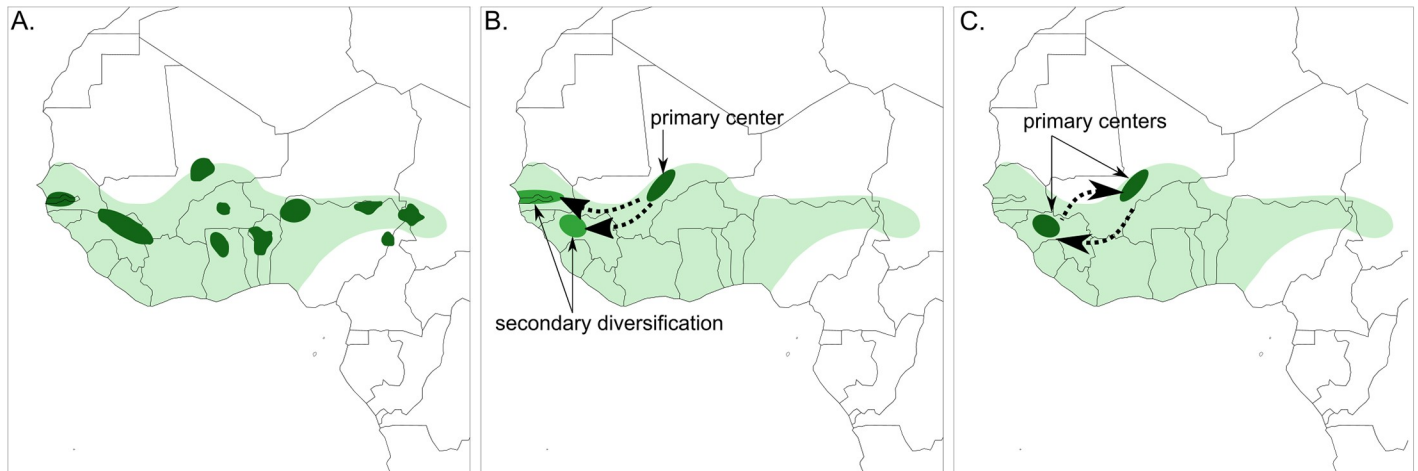 A.
B.
C.
primary center
primary centers
secondary diversification